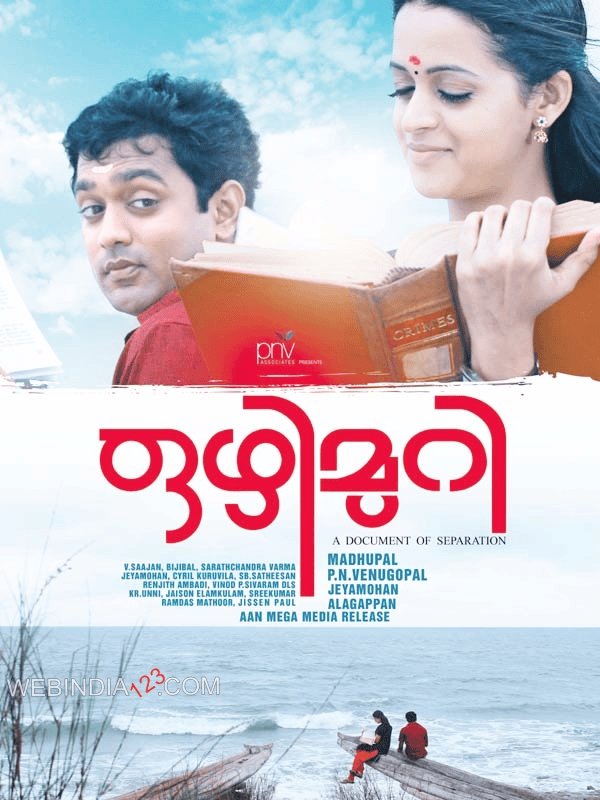 CRIMES
pnv
ASSOCIATES PRESENTS
ഒഴിമുറി
A DOCUMENT OF SEPARATION
V.SAAJAN, BIJIBAL, SARATHCHANDRA VARMA
JEYAMOHAN, CYRIL KURUVILA, SB.SATHEESAN
RENJITH AMBADI, VINOD P.SIVARAM DLS
KR.UNNI, JAISON ELAMKULAM, SREEKUMAR
RAMDAS MATHOOR, JISSEN PAUL
MADHUPAL
P.N.VENUGOPAL
JEYAMOHAN
ALAGAPPAN
AAN MEGA MEDIA RELEASE
WEBINDIA123.COM